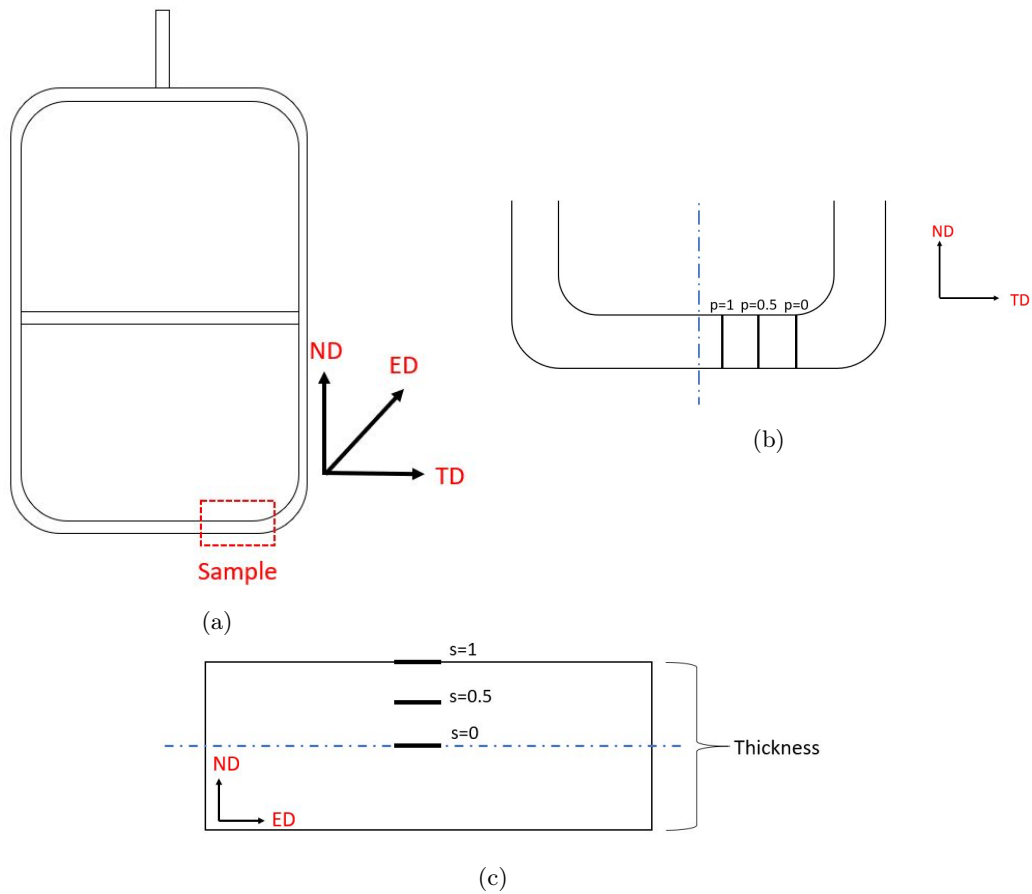 ND
ED
TD
Sample
(a)
p=1 p=0.5 p=0
ND
TD
(b)
s=1
s=0.5
s=0
Thickness
ND
ED
(c)